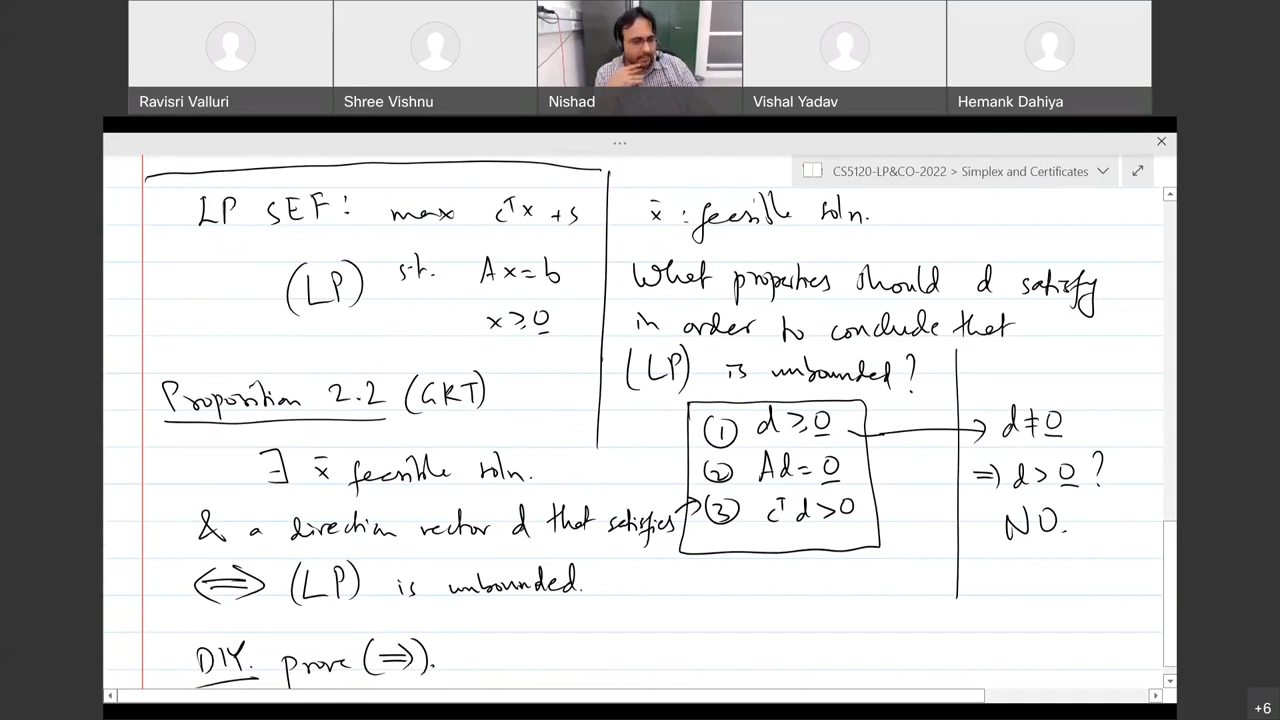 Ravisri Valluri
Shree Vishnu
Nishad
Vishal Yadav
Hemank Dahiya
CS5120-LP&CO-2022 > Simplex and Certificates
LP SEF: max cᵀx + s
(LP) s.t. Ax = b
x ≥ 0
Proposition 2.2 (GKT)
∃ x̄ feasible soln.
& a direction vector d that satisfies
⟺ (LP) is unbounded.
DIY. prove (⟹).
x̄ : feasible soln.
What properties should d satisfy
in order to conclude that
(LP) is unbounded?
① d ≥ 0
② Ad = 0
③ cᵀd > 0
→ d ≠ 0
⟹ d > 0 ?
NO.
+6